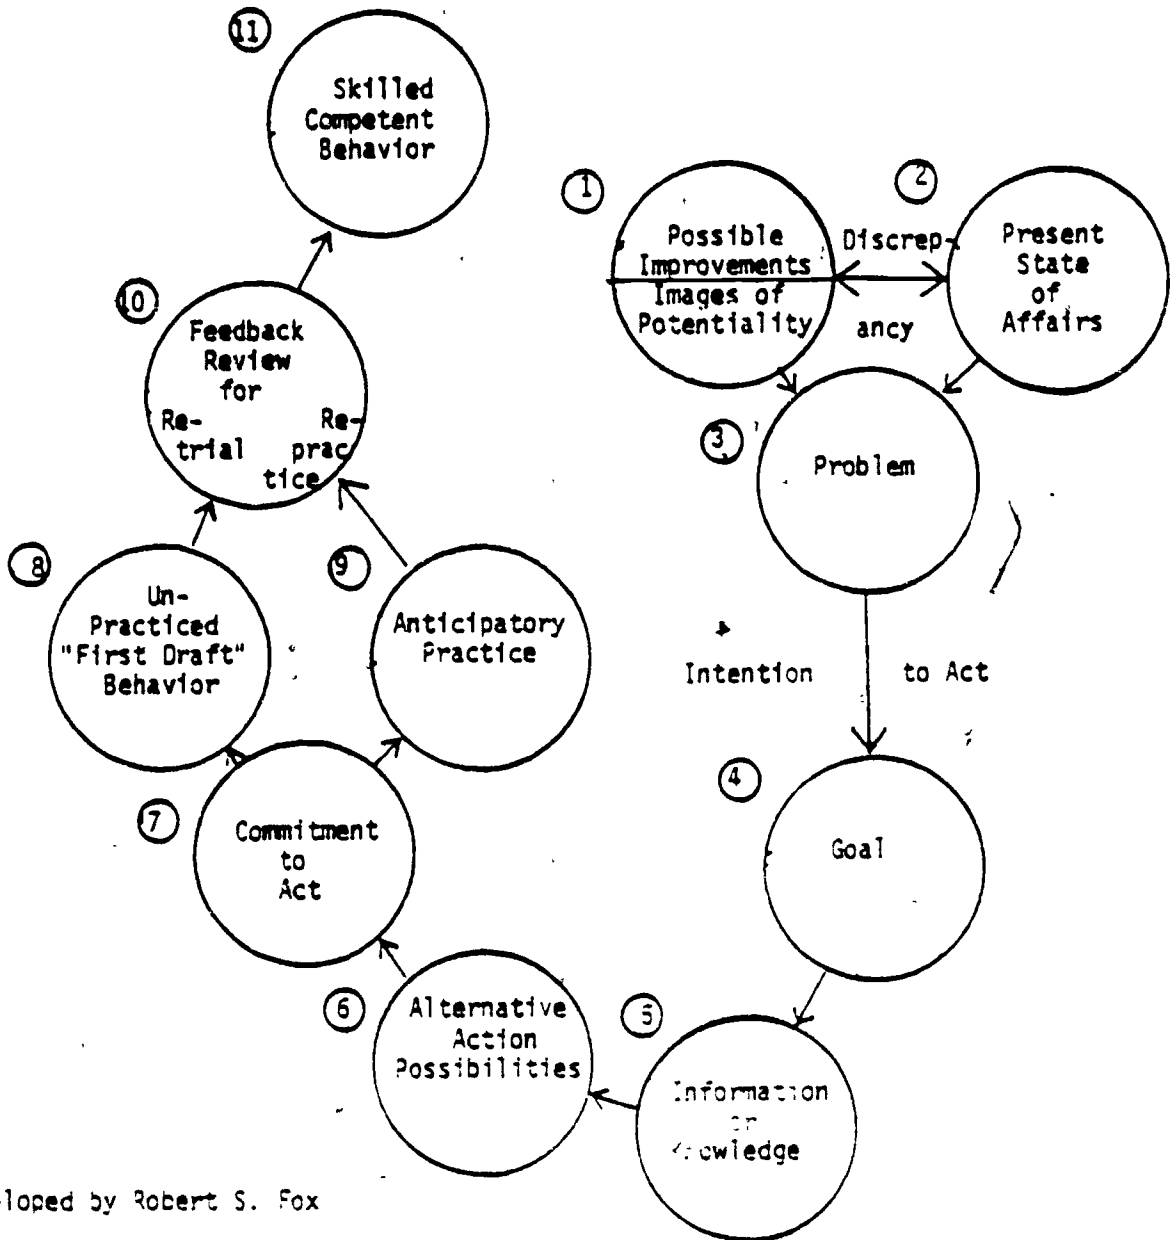 1
Possible
Improvements
Images of
Potentiality
Discrep-
ancy
2
Present
State
of
Affairs
3
Problem
Intention to Act
4
Goal
5
Information
or
Knowledge
6
Alternative
Action
Possibilities
7
Commitment
to
Act
8
Un-
Practiced
"First Draft"
Behavior
9
Anticipatory
Practice
10
Feedback
Review
for
Re-
trial
Re-
prac
tice
11
Skilled
Competent
Behavior
loped by Robert S. Fox